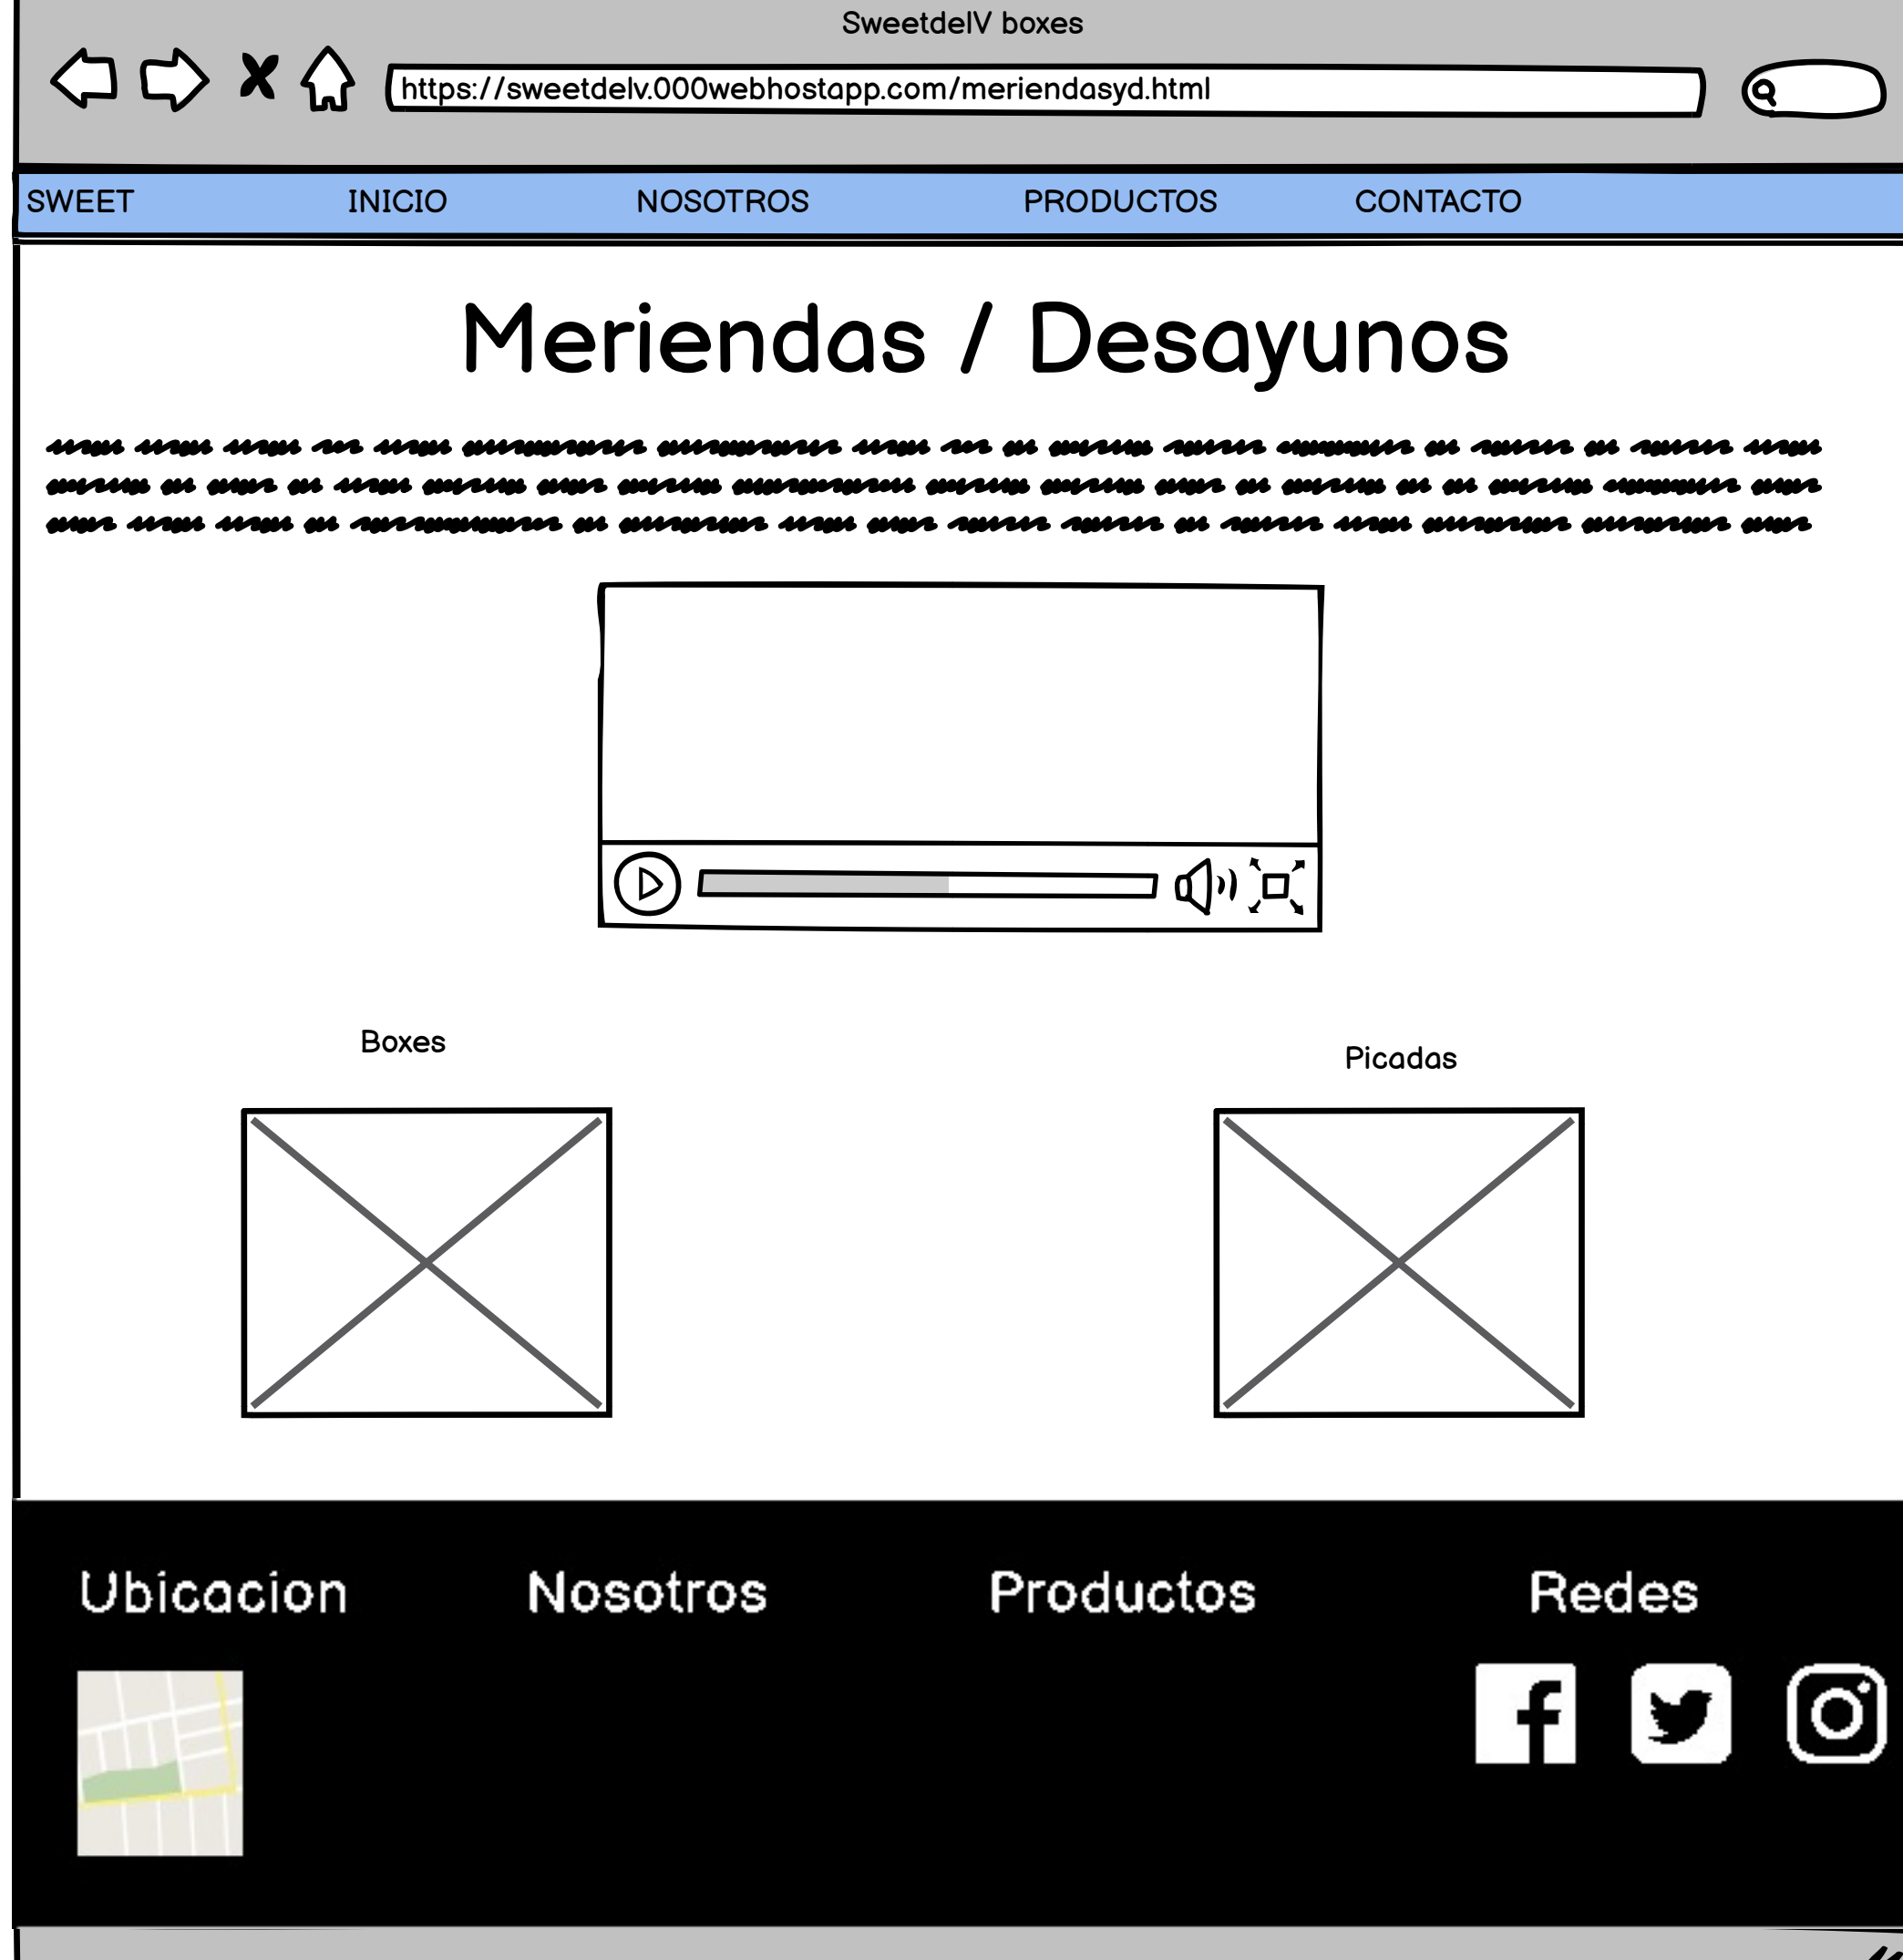 SweetdelV boxes
https://sweetdelv.000webhostapp.com/meriendasyd.html
SWEET INICIO NOSOTROS PRODUCTOS CONTACTO
Meriendas / Desayunos
Boxes
Picadas
Ubicacion Nosotros Productos Redes